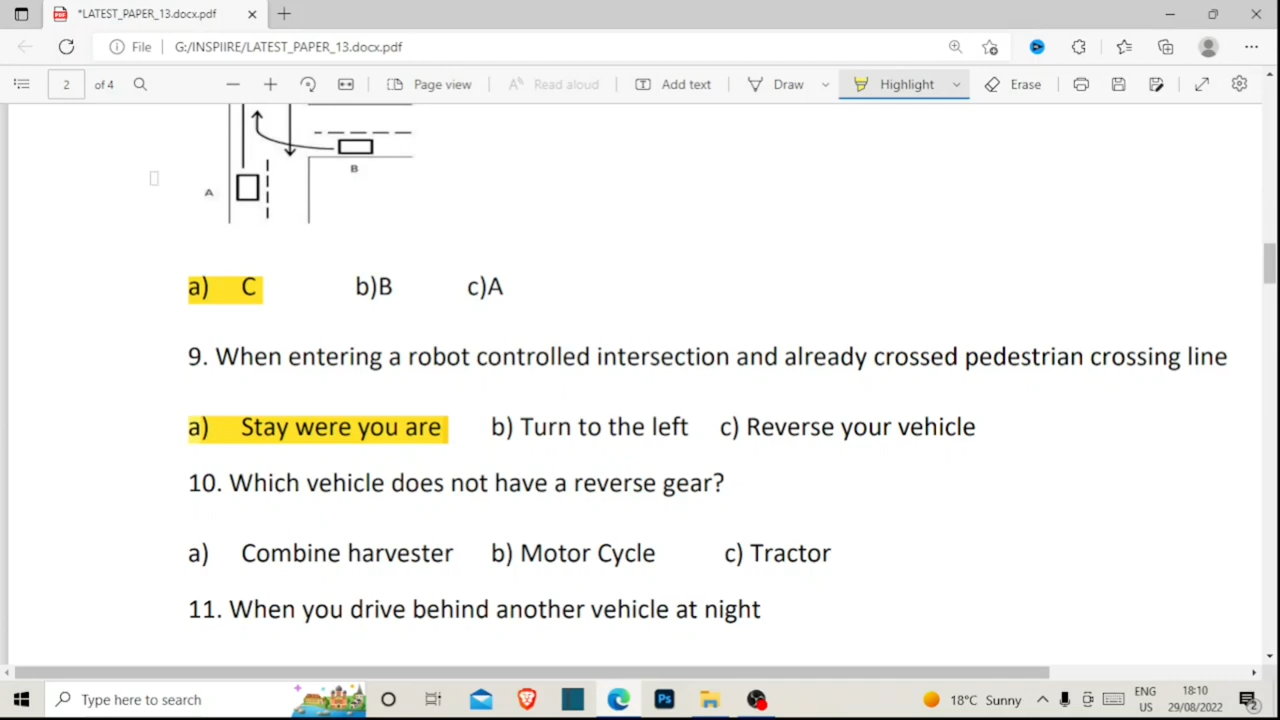 *LATEST_PAPER_13.docx.pdf
File G:/INSPIIRE/LATEST_PAPER_13.docx.pdf
2 of 4 Page view Read aloud Add text Draw Highlight Erase
B
A
a) C b)B c)A
9. When entering a robot controlled intersection and already crossed pedestrian crossing line
a) Stay were you are b) Turn to the left c) Reverse your vehicle
10. Which vehicle does not have a reverse gear?
a) Combine harvester b) Motor Cycle c) Tractor
11. When you drive behind another vehicle at night
Type here to search Ps 18°C Sunny ENG US 18:10 29/08/2022 2